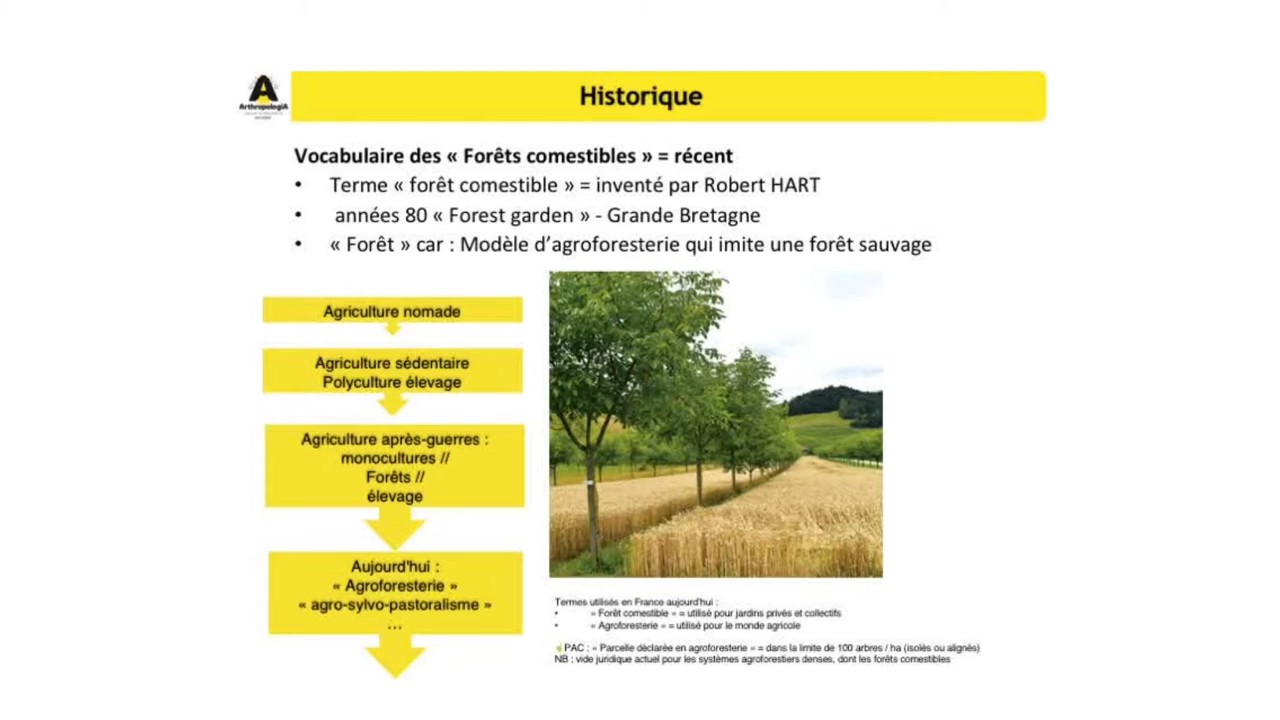 ArthropologiA
Historique
Vocabulaire des « Forêts comestibles » = récent
• Terme « forêt comestible » = inventé par Robert HART
• années 80 « Forest garden » - Grande Bretagne
• « Forêt » car : Modèle d’agroforesterie qui imite une forêt sauvage
Agriculture nomade
Agriculture sédentaire
Polyculture élevage
Agriculture après-guerres :
monocultures //
Forêts //
élevage
Aujourd'hui :
« Agroforesterie »
« agro-sylvo-pastoralisme »
...
Termes utilisés en France aujourd'hui :
• « Forêt comestible » = utilisé pour jardins privés et collectifs
• « Agroforesterie » = utilisé pour le monde agricole
PAC : « Parcelle déclarée en agroforesterie » = dans la limite de 100 arbres / ha (isolés ou alignés)
NB : vide juridique actuel pour les systèmes agroforestiers denses, dont les forêts comestibles